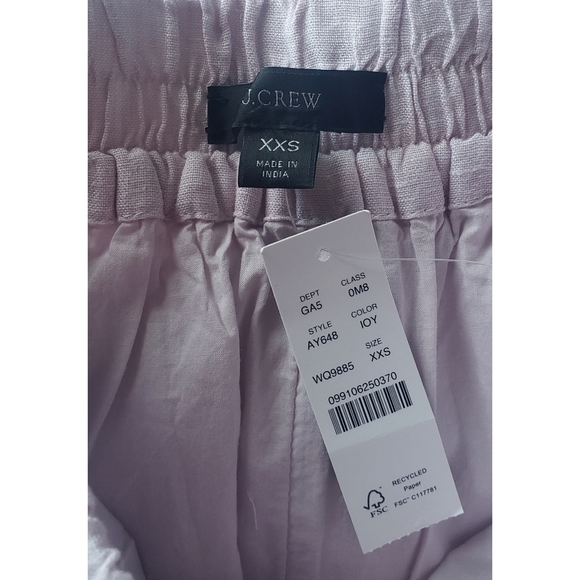 J.CREW
XXS
MADE IN
INDIA
DEPT CLASS
GA5 0M8
STYLE COLOR
AY648 IOY
SIZE
WQ9885 XXS
099106250370
RECYCLED
Paper
FSC
FSC™ C117781